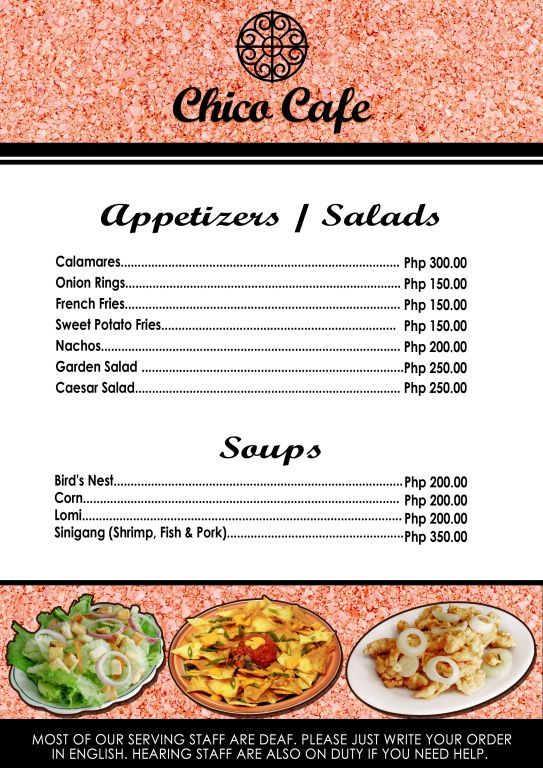 Chico Cafe
Appetizers / Salads
Calamares.................................................................................. Php 300.00
Onion Rings................................................................................. Php 150.00
French Fries................................................................................. Php 150.00
Sweet Potato Fries..................................................................... Php 150.00
Nachos........................................................................................ Php 200.00
Garden Salad .............................................................................Php 250.00
Caesar Salad.............................................................................. Php 250.00
Soups
Bird's Nest.....................................................................................Php 200.00
Corn............................................................................................. Php 200.00
Lomi.............................................................................................. Php 200.00
Sinigang (Shrimp, Fish & Pork)....................................................Php 350.00
MOST OF OUR SERVING STAFF ARE DEAF. PLEASE JUST WRITE YOUR ORDER
IN ENGLISH. HEARING STAFF ARE ALSO ON DUTY IF YOU NEED HELP.